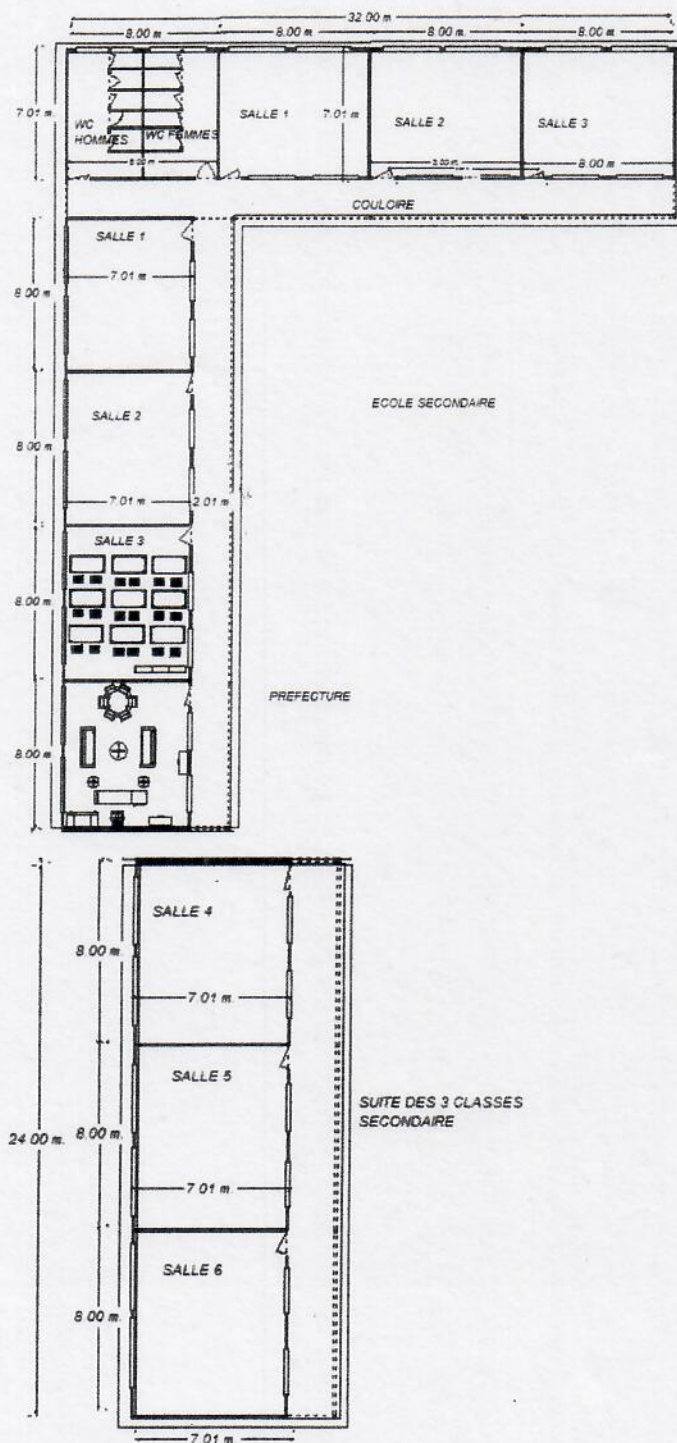 32.00 m
8.00 m. 8.00 m. 8.00 m. 8.00 m.
7.01 m
WC HOMMES
WC FEMMES
SALLE 1
7.01 m
SALLE 2
SALLE 3
8.00 m.
COULOIRE
SALLE 1
7.01 m
8.00 m
SALLE 2
8.00 m
7.01 m
2.01 m
ECOLE SECONDAIRE
SALLE 3
8.00 m
PREFECTURE
8.00 m
SALLE 4
8.00 m.
7.01 m.
SALLE 5
SUITE DES 3 CLASSES
SECONDAIRE
24.00 m.
8.00 m.
7.01 m.
SALLE 6
8.00 m.
7.01 m.